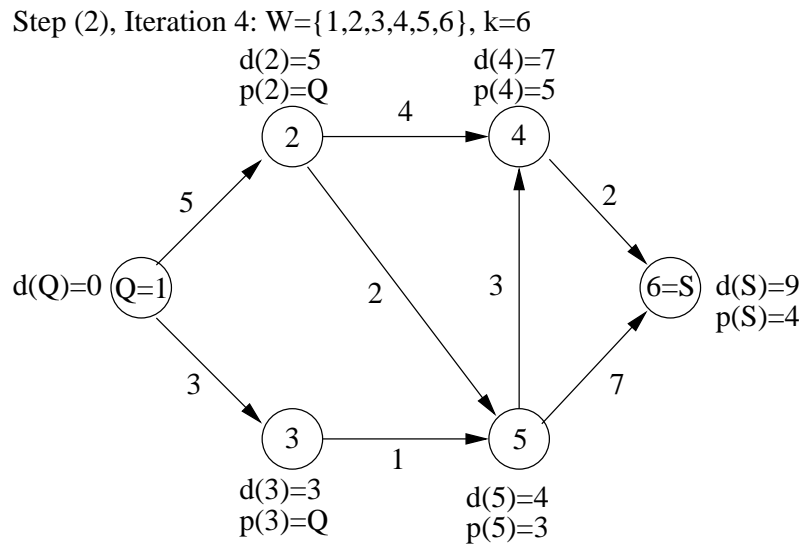 Step (2), Iteration 4: W={1,2,3,4,5,6}, k=6
d(2)=5
p(2)=Q
d(4)=7
p(4)=5
4
2
4
5
2
d(Q)=0
Q=1
2
3
6=S
d(S)=9
p(S)=4
3
7
3
1
5
d(3)=3
p(3)=Q
d(5)=4
p(5)=3